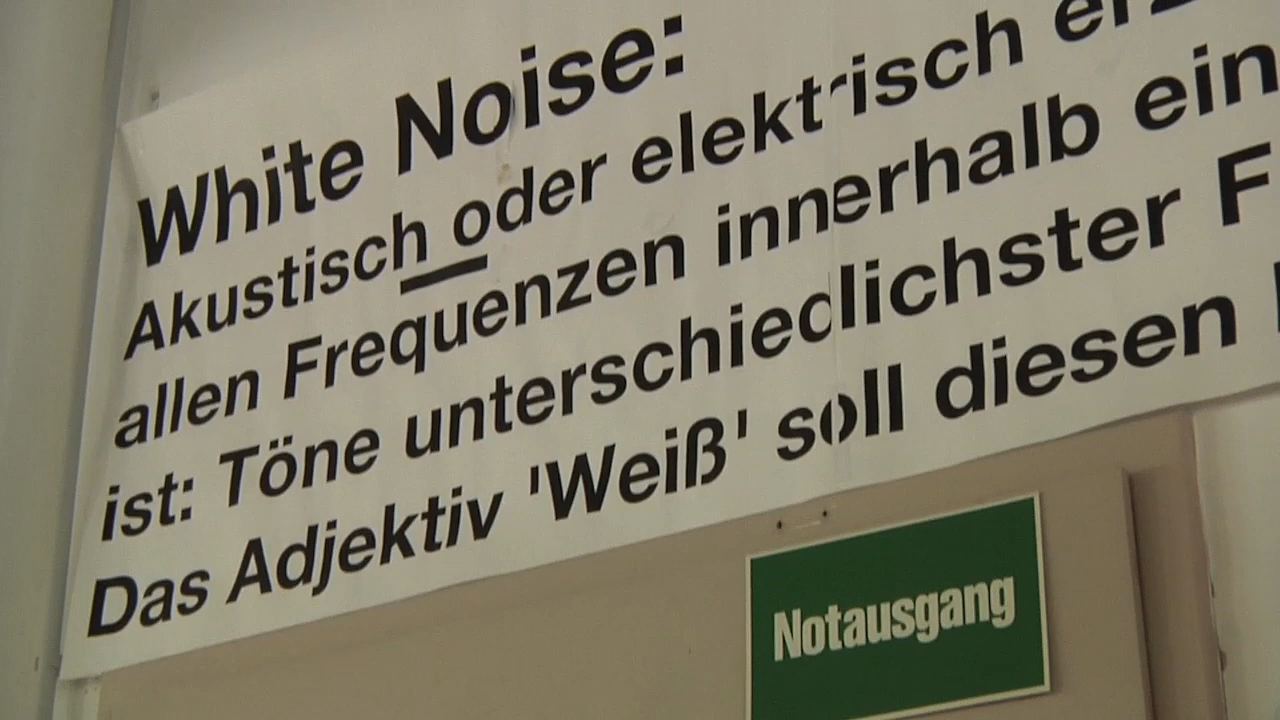 White Noise:
Akustisch oder elektrisch
allen Frequenzen innerhalb ein
ist: Töne unterschiedlichster F
Das Adjektiv 'Weiß' soll diesen
Notausgang